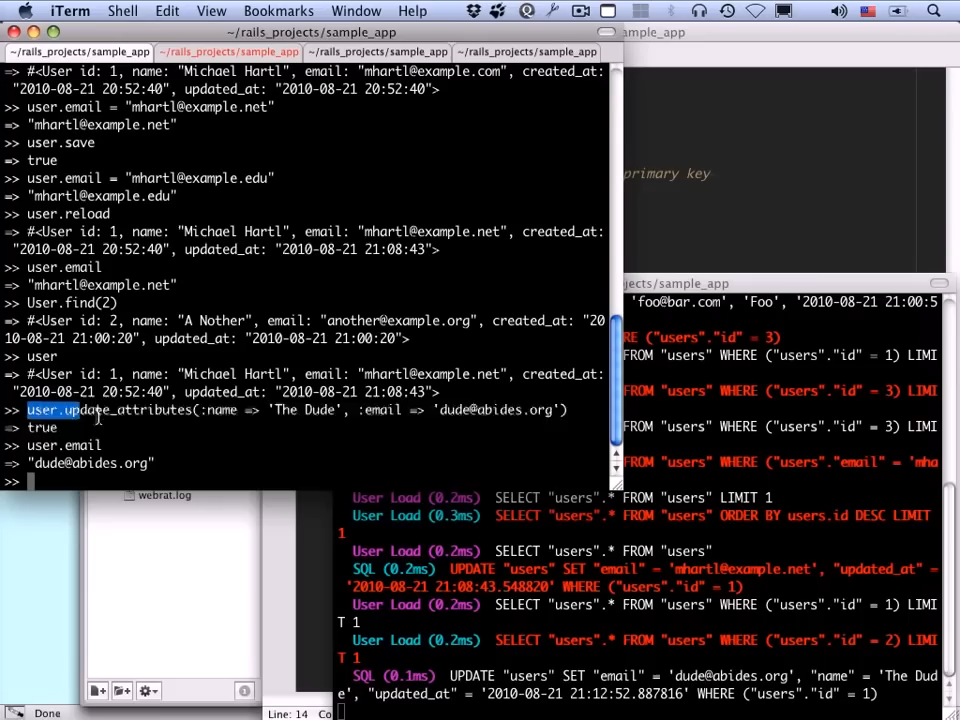 iTerm Shell Edit View Bookmarks Window Help
~/rails_projects/sample_app
~/rails_projects/sample_app ~/rails_projects/sample_app ~/rails_projects/sample_app ~/rails_projects/sample_app
=> #<User id: 1, name: "Michael Hartl", email: "mhartl@example.com", created_at:
"2010-08-21 20:52:40", updated_at: "2010-08-21 20:52:40">
>> user.email = "mhartl@example.net"
=> "mhartl@example.net"
>> user.save
=> true
>> user.email = "mhartl@example.edu"
=> "mhartl@example.edu"
>> user.reload
=> #<User id: 1, name: "Michael Hartl", email: "mhartl@example.net", created_at:
"2010-08-21 20:52:40", updated_at: "2010-08-21 21:08:43">
>> user.email
=> "mhartl@example.net"
>> User.find(2)
=> #<User id: 2, name: "A Nother", email: "another@example.org", created_at: "20
10-08-21 21:00:20", updated_at: "2010-08-21 21:00:20">
>> user
=> #<User id: 1, name: "Michael Hartl", email: "mhartl@example.net", created_at:
"2010-08-21 20:52:40", updated_at: "2010-08-21 21:08:43">
>> user.update_attributes(:name => 'The Dude', :email => 'dude@abides.org')
=> true
>> user.email
=> "dude@abides.org"
>>
mple_app
primary key
ojects/sample_app
'foo@bar.com', 'Foo', '2010-08-21 21:00:5
RE ("users"."id" = 3)
FROM "users" WHERE ("users"."id" = 1) LIMI
FROM "users" WHERE ("users"."id" = 3) LIMI
FROM "users" WHERE ("users"."id" = 3) LIMI
FROM "users" WHERE ("users"."email" = 'mha
User Load (0.2ms) SELECT "users".* FROM "users" LIMIT 1
User Load (0.3ms) SELECT "users".* FROM "users" ORDER BY users.id DESC LIMIT
1
User Load (0.2ms) SELECT "users".* FROM "users"
SQL (0.2ms) UPDATE "users" SET "email" = 'mhartl@example.net', "updated_at" =
'2010-08-21 21:08:43.548820' WHERE ("users"."id" = 1)
User Load (0.2ms) SELECT "users".* FROM "users" WHERE ("users"."id" = 1) LIMI
T 1
User Load (0.2ms) SELECT "users".* FROM "users" WHERE ("users"."id" = 2) LIMI
T 1
SQL (0.1ms) UPDATE "users" SET "email" = 'dude@abides.org', "name" = 'The Dud
e', "updated_at" = '2010-08-21 21:12:52.887816' WHERE ("users"."id" = 1)
webrat.log
Done
Line: 14 Co